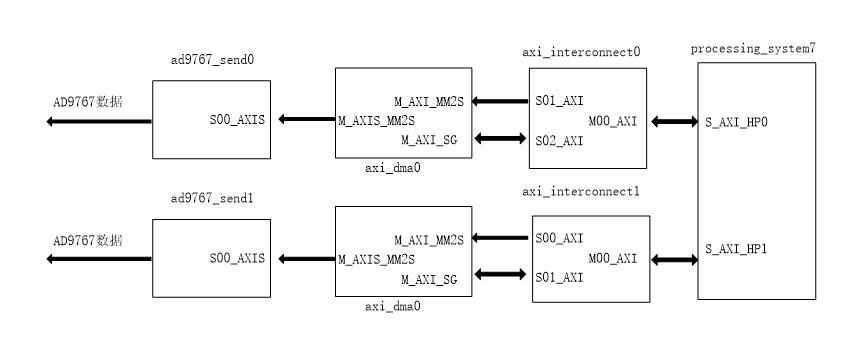 ad9767_send0
axi_interconnect0
processing_system7
AD9767数据
S00_AXIS
M_AXI_MM2S
M_AXIS_MM2S
M_AXI_SG
S01_AXI
M00_AXI
S02_AXI
S_AXI_HP0
axi_dma0
ad9767_send1
axi_interconnect1
AD9767数据
S00_AXIS
M_AXI_MM2S
M_AXIS_MM2S
M_AXI_SG
S00_AXI
M00_AXI
S01_AXI
S_AXI_HP1
axi_dma0